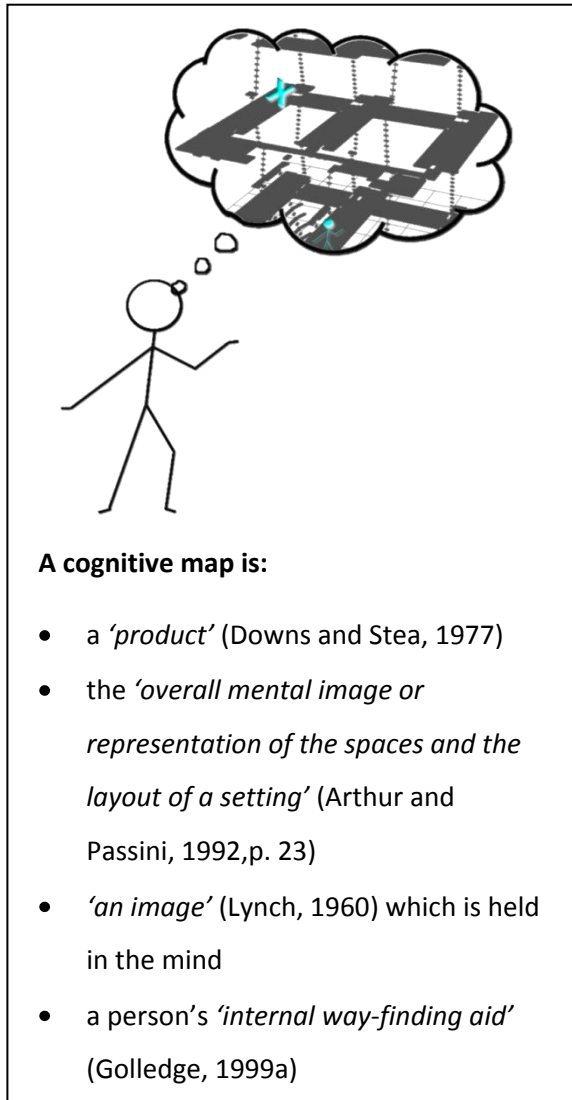 A cognitive map is:
• a ‘product’ (Downs and Stea, 1977)
• the ‘overall mental image or
representation of the spaces and the
layout of a setting’ (Arthur and
Passini, 1992,p. 23)
• ‘an image’ (Lynch, 1960) which is held
in the mind
• a person’s ‘internal way-finding aid’
(Golledge, 1999a)